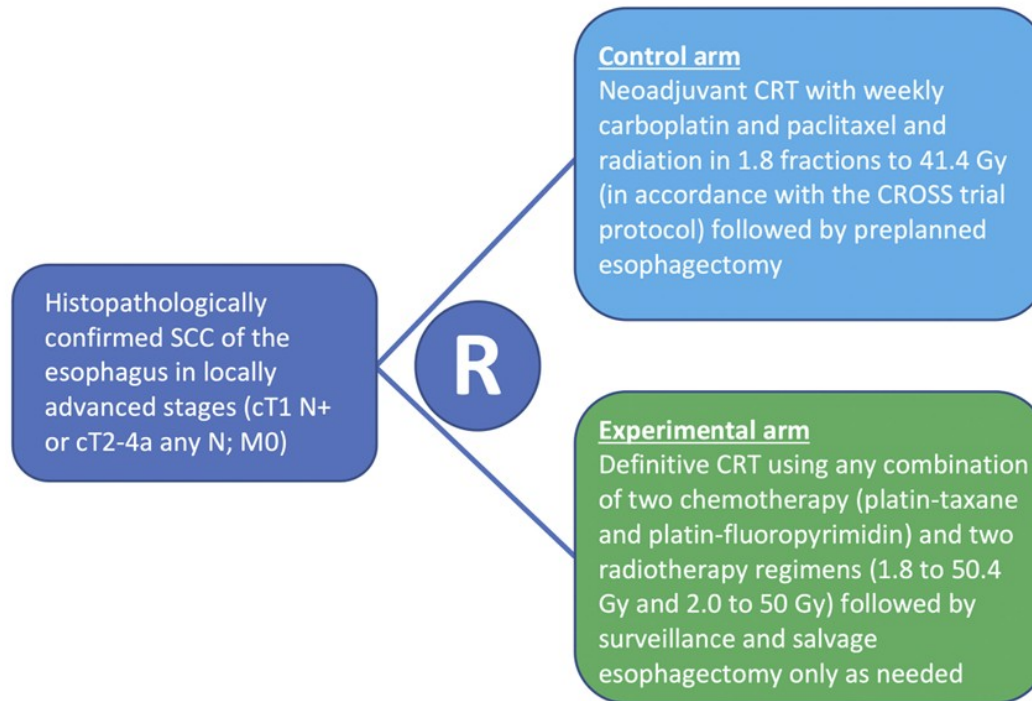 Control arm
Neoadjuvant CRT with weekly
carboplatin and paclitaxel and
radiation in 1.8 fractions to 41.4 Gy
(in accordance with the CROSS trial
protocol) followed by preplanned
esophagectomy
Histopathologically
confirmed SCC of the
esophagus in locally
advanced stages (cT1 N+
or cT2-4a any N; M0)
R
Experimental arm
Definitive CRT using any combination
of two chemotherapy (platin-taxane
and platin-fluoropyrimidin) and two
radiotherapy regimens (1.8 to 50.4
Gy and 2.0 to 50 Gy) followed by
surveillance and salvage
esophagectomy only as needed